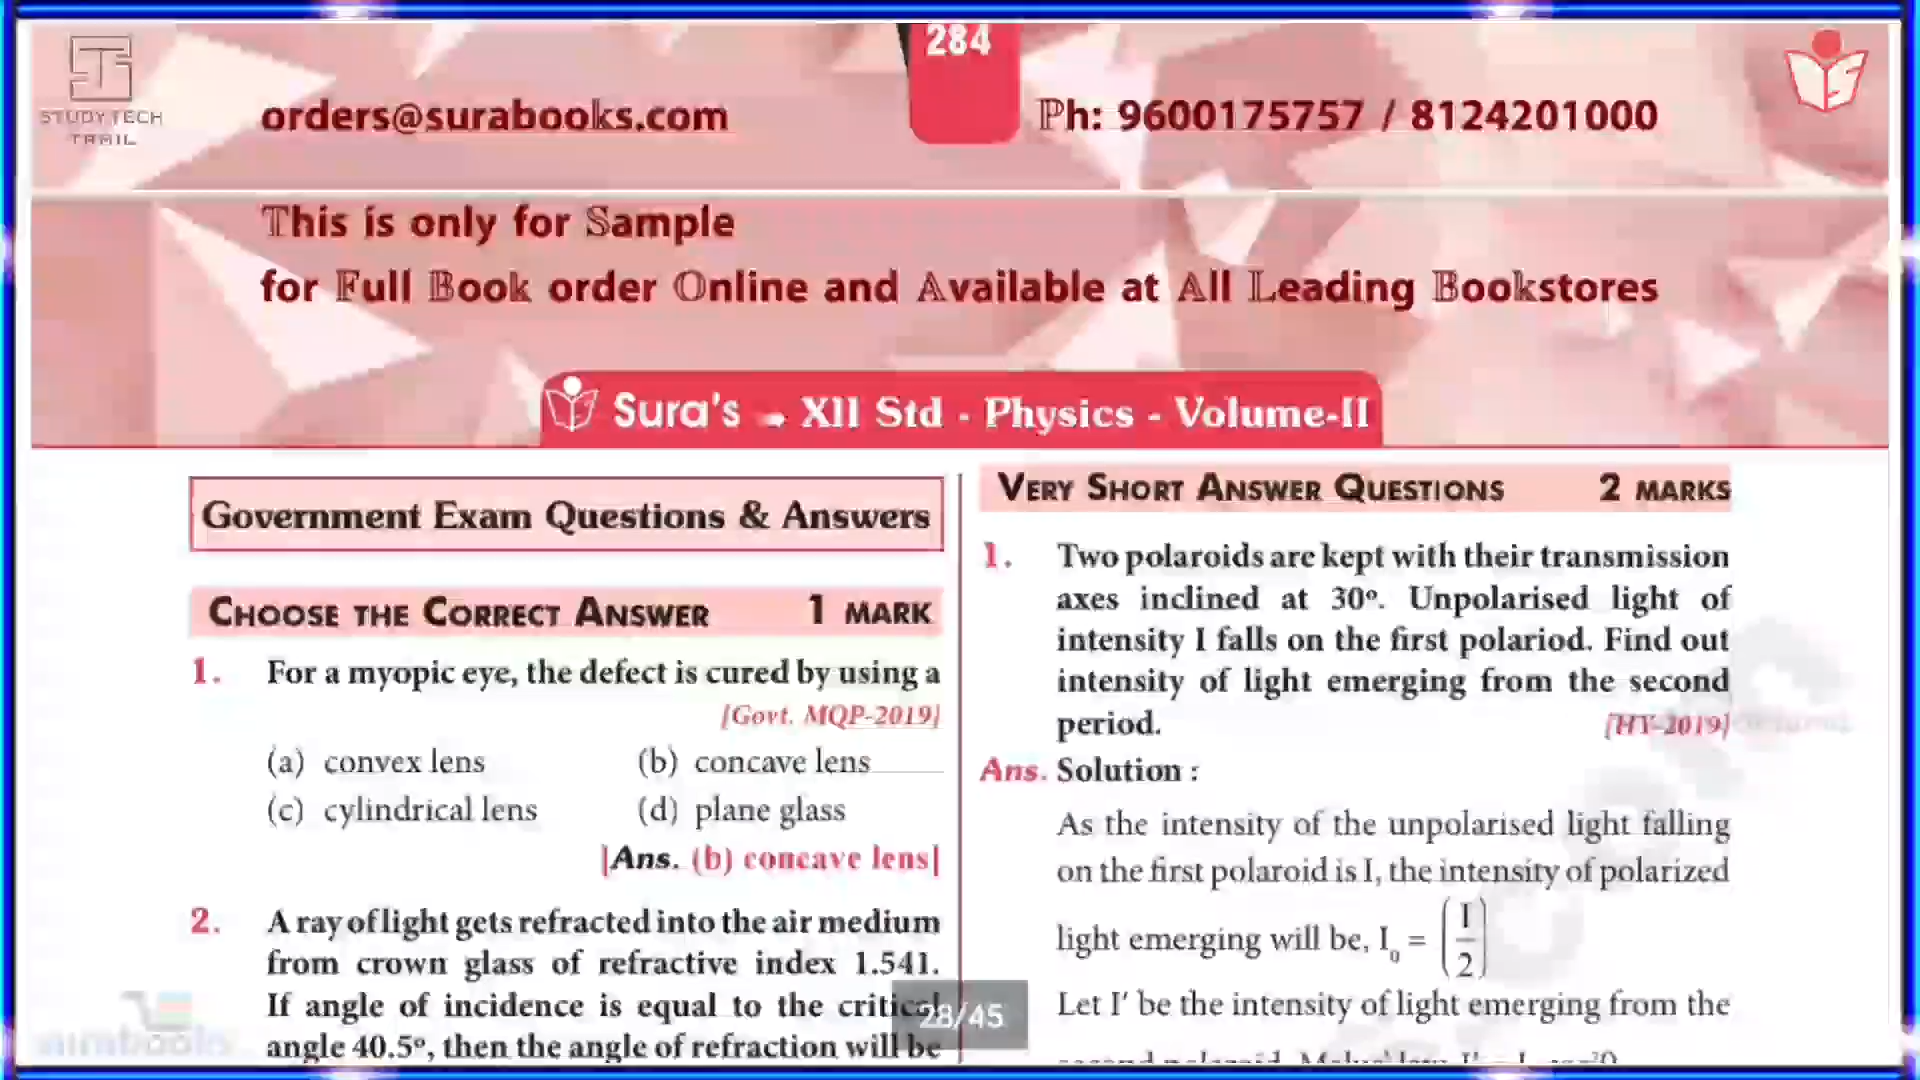 284
STUDY TECH
TAMIL
orders@surabooks.com
Ph: 9600175757 / 8124201000
This is only for Sample
for Full Book order Online and Available at All Leading Bookstores
Sura's XII Std - Physics - Volume-II
Government Exam Questions & Answers
CHOOSE THE CORRECT ANSWER 1 MARK
1. For a myopic eye, the defect is cured by using a
[Govt. MQP-2019]
(a) convex lens (b) concave lens
(c) cylindrical lens (d) plane glass
[Ans. (b) concave lens]
2. A ray of light gets refracted into the air medium
from crown glass of refractive index 1.541.
If angle of incidence is equal to the critical
angle 40.5º, then the angle of refraction will be
VERY SHORT ANSWER QUESTIONS 2 MARKS
1. Two polaroids are kept with their transmission
axes inclined at 30º. Unpolarised light of
intensity I falls on the first polariod. Find out
intensity of light emerging from the second
period. [HY-2019]
Ans. Solution :
As the intensity of the unpolarised light falling
on the first polaroid is I, the intensity of polarized
light emerging will be, I₀ = (I/2)
Let I' be the intensity of light emerging from the
28/45